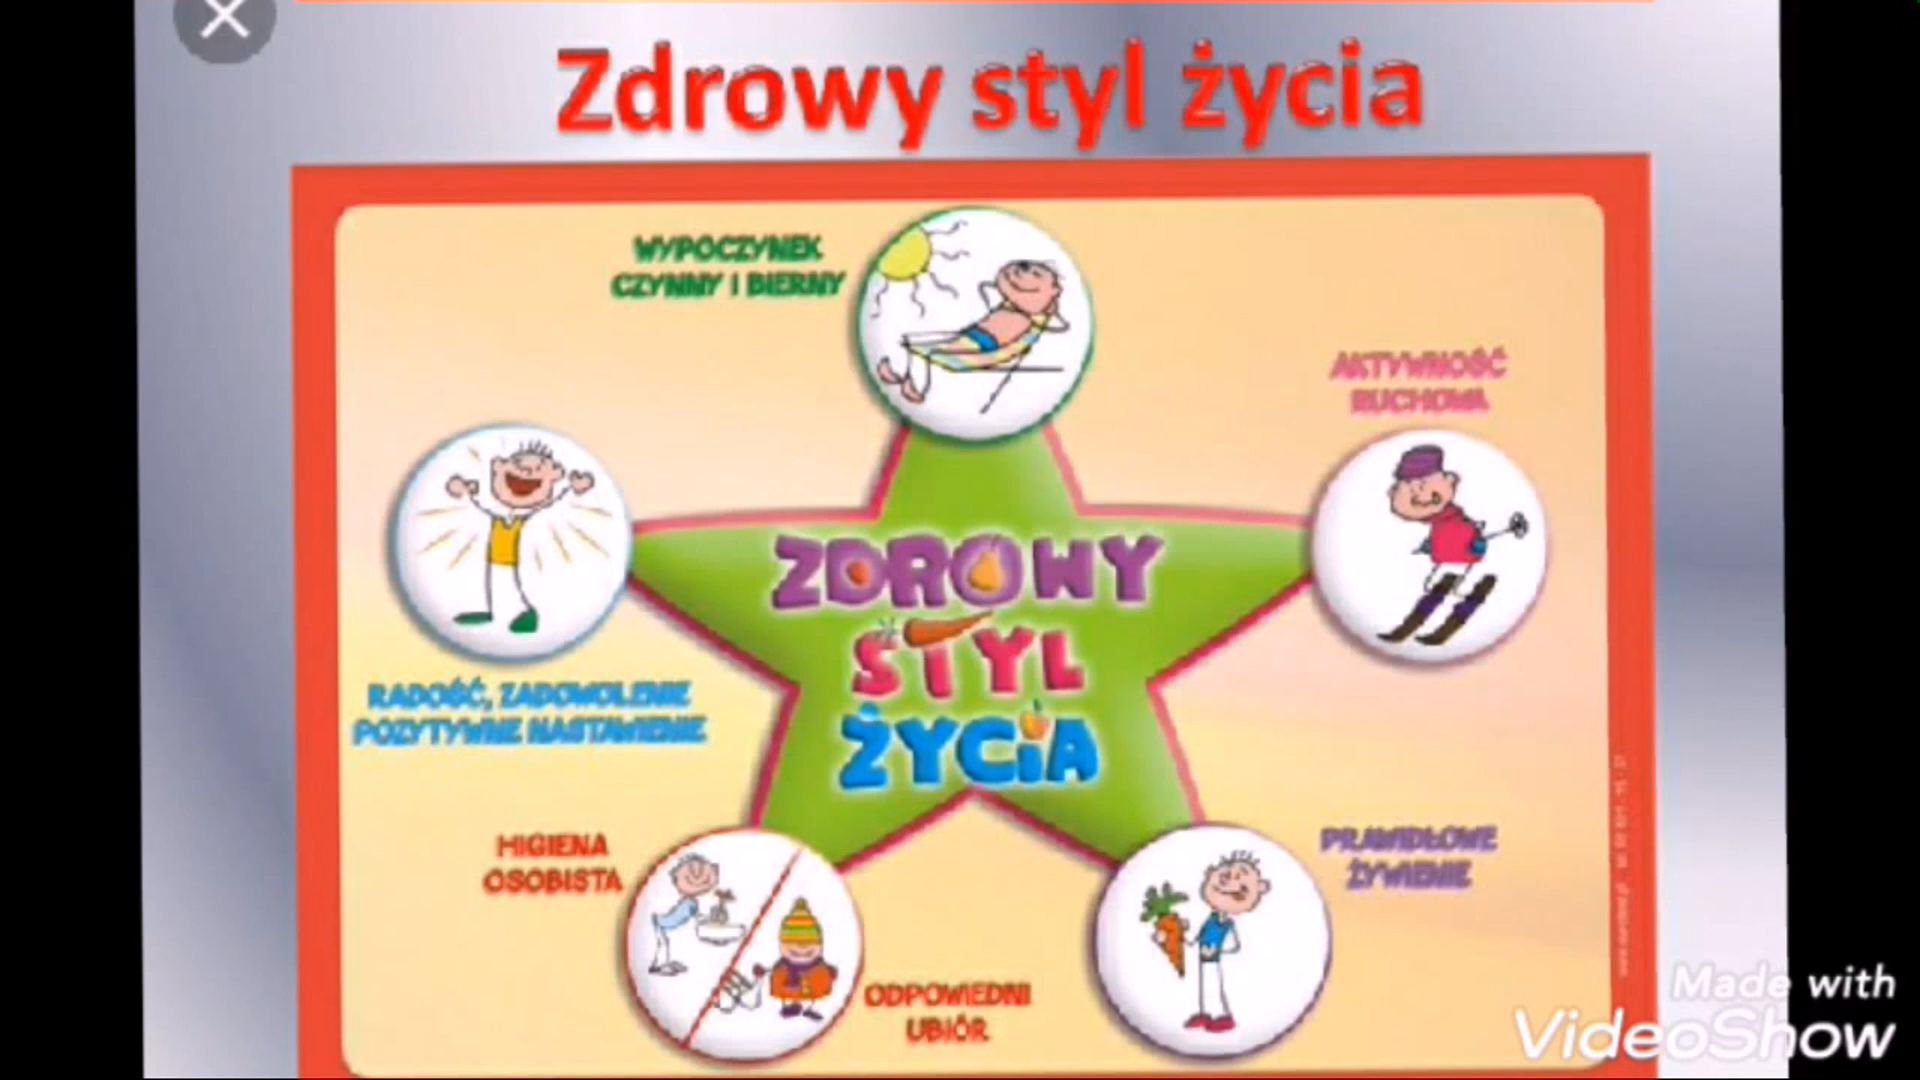 Zdrowy styl życia
WYPOCZYNEK
CZYNNY I BIERNY
AKTYWNOŚĆ
RUCHOWA
ZDROWY
STYL
ŻYCiA
RADOŚĆ, ZADOWOLENIE
POZYTYWNE NASTAWIENIE
HIGIENA
OSOBISTA
PRAWIDŁOWE
ŻYWIENIE
ODPOWIEDNI
UBIÓR
Made with
VideoShow